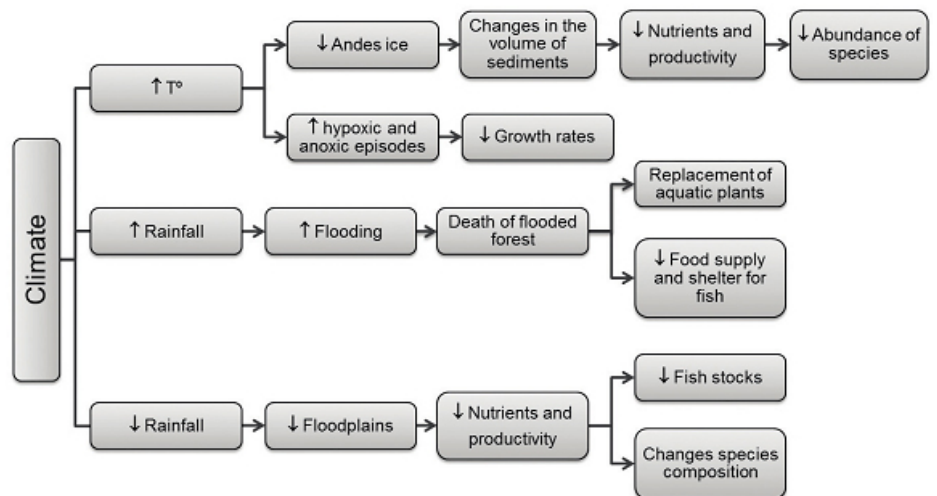 Climate
↑ Tº
↓ Andes ice
Changes in the
volume of
sediments
↓ Nutrients and
productivity
↓ Abundance of
species
↑ hypoxic and
anoxic episodes
↓ Growth rates
↑ Rainfall
↑ Flooding
Death of flooded
forest
Replacement of
aquatic plants
↓ Food supply
and shelter for
fish
↓ Rainfall
↓ Floodplains
↓ Nutrients and
productivity
↓ Fish stocks
Changes species
composition